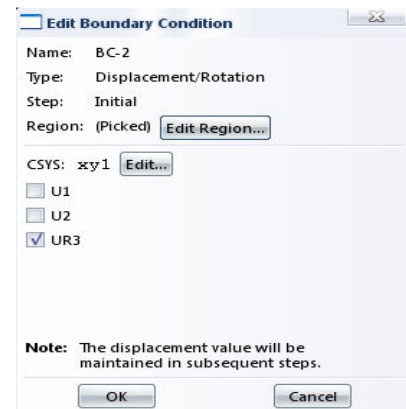 Edit Boundary Condition
Name: BC-2
Type: Displacement/Rotation
Step: Initial
Region: (Picked) Edit Region...
CSYS: xy1 Edit...
U1
U2
UR3
Note: The displacement value will be
maintained in subsequent steps.
OK Cancel